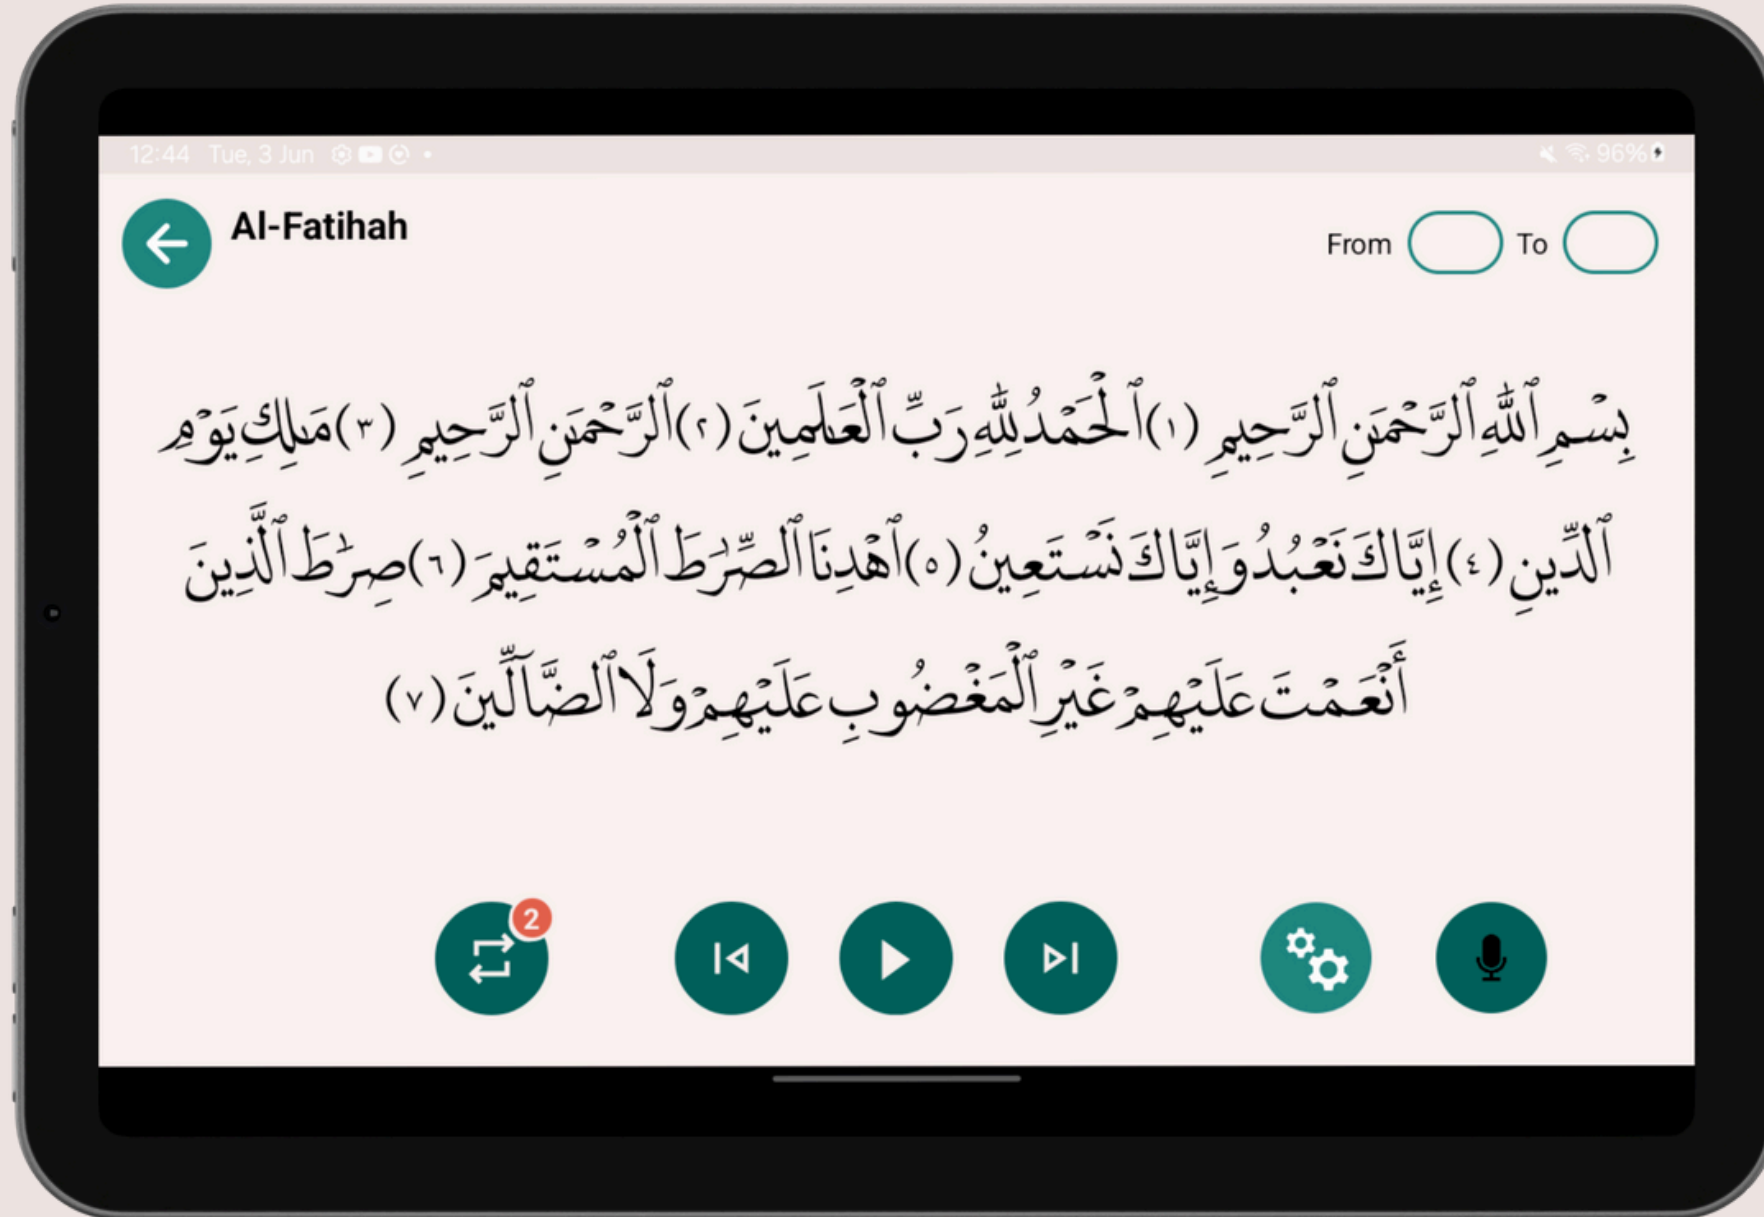 12:44 Tue, 3 Jun
96%
Al-Fatihah
From To
بِسْمِ ٱللَّهِ ٱلرَّحْمَٰنِ ٱلرَّحِيمِ (١) ٱلْحَمْدُ لِلَّهِ رَبِّ ٱلْعَٰلَمِينَ (٢) ٱلرَّحْمَٰنِ ٱلرَّحِيمِ (٣) مَٰلِكِ يَوْمِ
ٱلدِّينِ (٤) إِيَّاكَ نَعْبُدُ وَإِيَّاكَ نَسْتَعِينُ (٥) ٱهْدِنَا ٱلصِّرَٰطَ ٱلْمُسْتَقِيمَ (٦) صِرَٰطَ ٱلَّذِينَ
أَنْعَمْتَ عَلَيْهِمْ غَيْرِ ٱلْمَغْضُوبِ عَلَيْهِمْ وَلَا ٱلضَّآلِّينَ (٧)
2